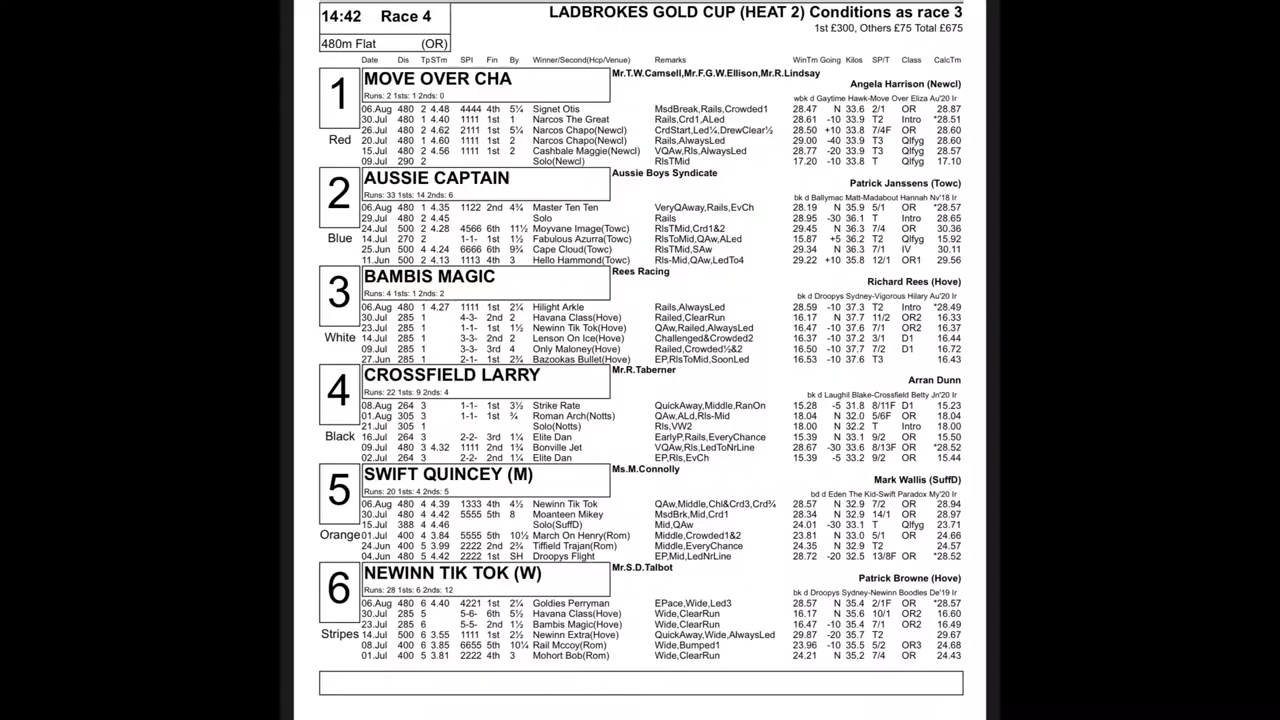 14:42 Race 4 LADBROKES GOLD CUP (HEAT 2) Conditions as race 3
1st £300, Others £75 Total £675
480m Flat (OR)
Date Dis Tp STm SPl Fin By Winner/Second(Hcp/Venue) Remarks WinTm Going Kilos SP/T Class CalcTm
1 MOVE OVER CHA Mr.T.W.Camsell,Mr.F.G.W.Ellison,Mr.R.Lindsay
Angela Harrison (Newcl)
Runs: 2 1sts: 1 2nds: 0 wbk d Gaytime Hawk-Move Over Eliza Au'20 Ir
06.Aug 480 2 4.48 4444 4th 5¼ Signet Otis MsdBreak,Rails,Crowded1 28.47 N 33.6 2/1 OR 28.87
30.Jul 480 1 4.40 1111 1st 1 Narcos The Great Rails,Crd1,ALed 28.61 -10 33.9 T2 Intro *28.51
26.Jul 480 2 4.62 2111 1st 5¼ Narcos Chapo(Newcl) CrdStart,Led¼,DrewClear½ 28.50 +10 33.8 7/4F OR 28.60
Red 20.Jul 480 1 4.60 1111 1st 2 Narcos Chapo(Newcl) Rails,AlwaysLed 29.00 -40 33.9 T3 Qlfyg 28.60
15.Jul 480 2 4.56 1111 1st 2 Cashbale Maggie(Newcl) VQAw,Rls,AlwaysLed 28.77 -20 33.9 T3 Qlfyg 28.57
09.Jul 290 2 Solo(Newcl) RlsTMid 17.20 -10 33.8 T Qlfyg 17.10
2 AUSSIE CAPTAIN Aussie Boys Syndicate
Patrick Janssens (Towc)
Runs: 33 1sts: 14 2nds: 6 bk d Ballymac Matt-Madabout Hannah Nv'18 Ir
06.Aug 480 1 4.35 1122 2nd 4¾ Master Ten Ten VeryQAway,Rails,EvCh 28.19 N 35.9 5/1 OR *28.57
29.Jul 480 2 4.45 Solo Rails 28.95 -30 36.1 T Intro 28.65
24.Jul 500 2 4.28 4566 6th 11½ Moyvane Image(Towc) RlsTMid,Crd1&2 29.45 N 36.3 7/4 OR 30.36
Blue 14.Jul 270 2 -1-1- 1st 1½ Fabulous Azurra(Towc) RlsToMid,QAw,ALed 15.87 +5 36.2 T2 Qlfyg 15.92
25.Jun 500 4 4.24 6666 6th 9¾ Cape Cloud(Towc) RlsTMid,SAw 29.34 N 36.3 7/1 IV 30.11
11.Jun 500 2 4.13 1113 4th 3 Hello Hammond(Towc) Rls-Mid,QAw,LedTo4 29.22 +10 35.8 12/1 OR1 29.56
3 BAMBIS MAGIC Rees Racing
Richard Rees (Hove)
Runs: 4 1sts: 1 2nds: 2 bk d Droopys Sydney-Vigorous Hilary Au'20 Ir
06.Aug 480 1 4.27 1111 1st 2¼ Hilight Arkle Rails,AlwaysLed 28.59 -10 37.3 T2 Intro *28.49
30.Jul 285 1 4-3- 2nd 2 Havana Class(Hove) Rails,ClearRun 16.17 N 37.7 11/2 OR2 16.33
23.Jul 285 1 1-1- 1st 1½ Newinn Tik Tok(Hove) QAw,Railed,AlwaysLed 16.47 -10 37.6 7/1 OR2 16.37
White 14.Jul 285 1 3-3- 2nd 2 Lenson On Ice(Hove) Challenged&Crowded2 16.37 -10 37.2 3/1 D1 16.44
09.Jul 285 1 3-3- 3rd 4 Only Maloney(Hove) Railed,Crowded½&2 16.50 -10 37.7 7/2 D1 16.72
27.Jun 285 1 2-1- 1st 2¾ Bazookas Bullet(Hove) EP,RlsToMid,SoonLed 16.53 -10 37.6 T3 16.43
4 CROSSFIELD LARRY Mr.R.Taberner
Arran Dunn
Runs: 22 1sts: 9 2nds: 4 bk d Laughil Blake-Crossfield Betty Jn'20 Ir
08.Aug 264 3 1-1- 1st 3½ Strike Rate QuickAway,Middle,RanOn 15.28 -5 31.8 8/11F D1 15.23
01.Aug 305 3 1-1- 1st ¾ Roman Arch(Notts) QAw,ALd,Rls-Mid 18.04 N 32.0 5/6F OR 18.04
21.Jul 305 1 Solo(Notts) Rls,VW2 18.00 N 32.2 T Intro 18.00
Black 16.Jul 264 3 2-2- 3rd 1¼ Elite Dan EarlyP,Rails,EveryChance 15.39 N 33.1 9/2 OR 15.50
09.Jul 480 3 4.32 1111 2nd 1¾ Bonville Jet VQAw,Rls,LedToNrLine 28.67 -30 33.6 8/13F OR *28.52
02.Jul 264 3 2-2- 2nd 1¼ Elite Dan EP,Rls,EvCh 15.39 -5 33.2 9/2 OR 15.44
5 SWIFT QUINCEY (M) Ms.M.Connolly
Mark Wallis (SuffD)
Runs: 20 1sts: 4 2nds: 5 bd d Eden The Kid-Swift Paradox My'20 Ir
06.Aug 480 4 4.39 1333 4th 4½ Newinn Tik Tok QAw,Middle,Chl&Crd3,Crd¾ 28.57 N 32.9 7/2 OR 28.94
30.Jul 480 4 4.42 5555 5th 8 Moanteen Mikey MsdBrk,Mid,Crd1 28.34 N 32.9 14/1 OR 28.97
15.Jul 388 4 4.46 Solo(SuffD) Mid,QAw 24.01 -30 33.1 T Qlfyg 23.71
Orange 01.Jul 400 4 3.84 5555 5th 10½ March On Henry(Rom) Middle,Crowded1&2 23.81 N 33.0 5/1 OR 24.66
24.Jun 400 5 3.99 2222 2nd 2¾ Tiffield Trajan(Rom) Middle,EveryChance 24.35 N 32.9 T2 24.57
04.Jun 480 5 4.42 2222 1st SH Droopys Flight EP,Mid,LedNrLine 28.72 -20 32.5 13/8F OR *28.52
6 NEWINN TIK TOK (W) Mr.S.D.Talbot
Patrick Browne (Hove)
Runs: 28 1sts: 6 2nds: 12 bk d Droopys Sydney-Newinn Boodles De'19 Ir
06.Aug 480 6 4.40 4221 1st 2¼ Goldies Perryman EPace,Wide,Led3 28.57 N 35.4 2/1F OR *28.57
30.Jul 285 5 5-6- 6th 5½ Havana Class(Hove) Wide,ClearRun 16.17 N 35.6 10/1 OR2 16.60
23.Jul 285 6 5-5- 2nd 1½ Bambis Magic(Hove) Wide,ClearRun 16.47 -10 35.4 7/1 OR2 16.49
Stripes 14.Jul 500 6 3.55 1111 1st 2½ Newinn Extra(Hove) QuickAway,Wide,AlwaysLed 29.87 -20 35.7 T2 29.67
08.Jul 400 6 3.85 6655 5th 10¼ Rail Mccoy(Rom) Wide,Bumped1 23.96 -10 35.5 5/2 OR3 24.68
01.Jul 400 5 3.81 2222 4th 3 Mohort Bob(Rom) Wide,ClearRun 24.21 N 35.2 7/4 OR 24.43